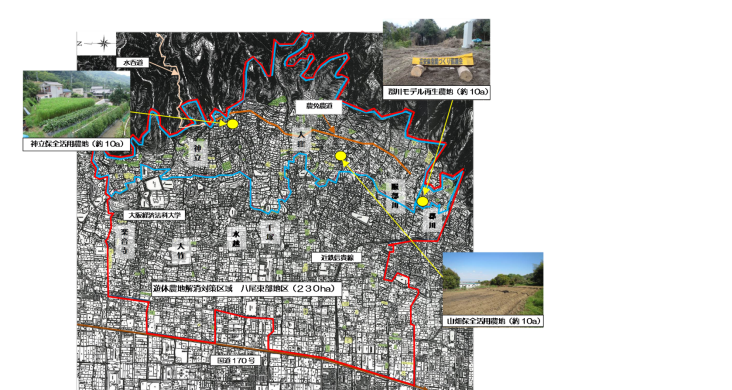 Z
水呑道
農免農道
郡川モデル再生農地（約10a）
神立保全活用農地（約10a）
神立
大窪
服部川
郡川
大阪経済法科大学
楽音寺
大竹
水越
千塚
近鉄信貴線
遊休農地解消対策区域　八尾東部地区（230ha）
山畑保全活用農地（約10a）
国道170号